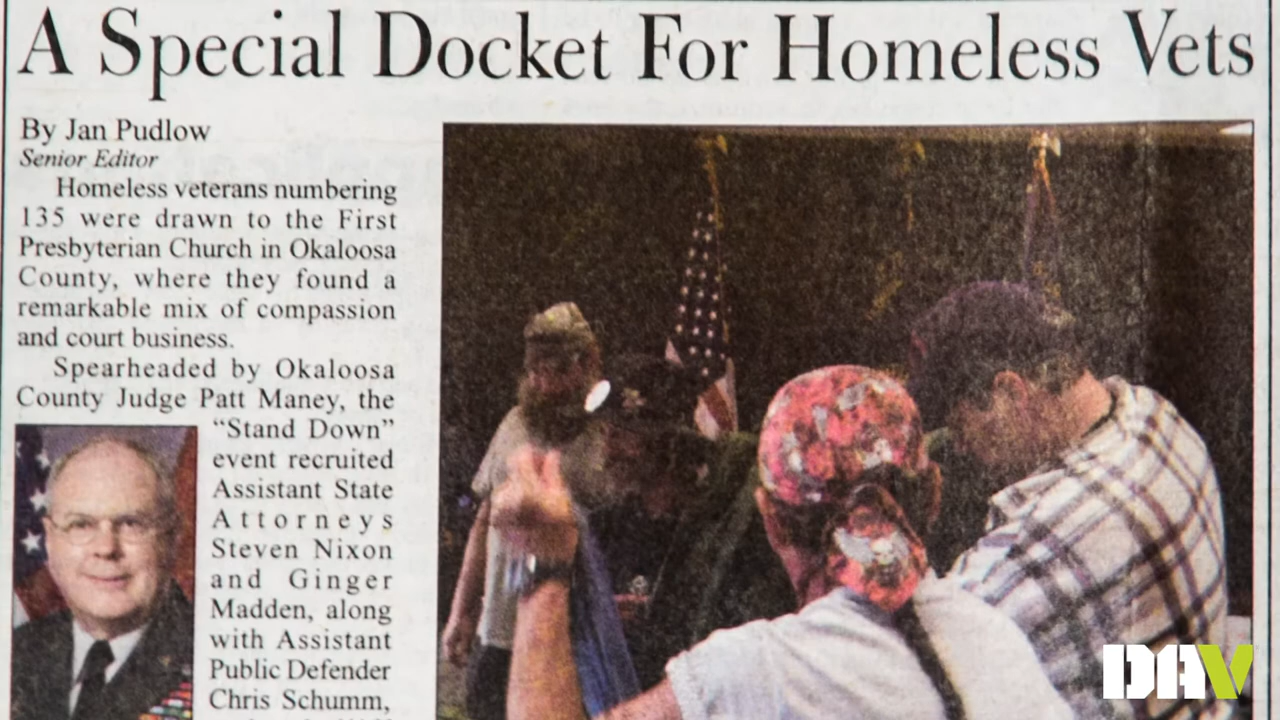 A Special Docket For Homeless Vets
By Jan Pudlow
Senior Editor
Homeless veterans numbering
135 were drawn to the First
Presbyterian Church in Okaloosa
County, where they found a
remarkable mix of compassion
and court business.
Spearheaded by Okaloosa
County Judge Patt Maney, the
“Stand Down”
event recruited
Assistant State
Attorneys
Steven Nixon
and Ginger
Madden, along
with Assistant
Public Defender
Chris Schumm,
DAV